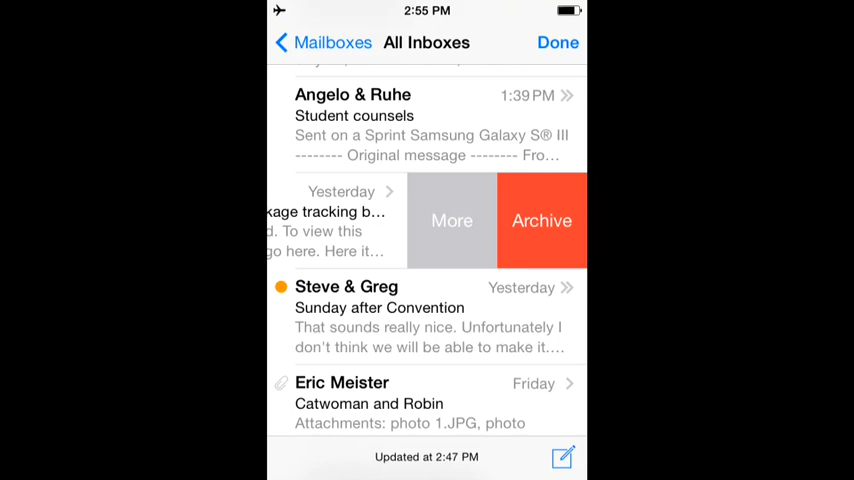 2:55 PM
Mailboxes All Inboxes Done
Angelo & Ruhe 1:39 PM
Student counsels
Sent on a Sprint Samsung Galaxy S® III
-------- Original message -------- Fro...
Yesterday More Archive
kage tracking b...
d. To view this
go here. Here it...
Steve & Greg Yesterday
Sunday after Convention
That sounds really nice. Unfortunately I
don't think we will be able to make it....
Eric Meister Friday
Catwoman and Robin
Attachments: photo 1.JPG, photo
Updated at 2:47 PM